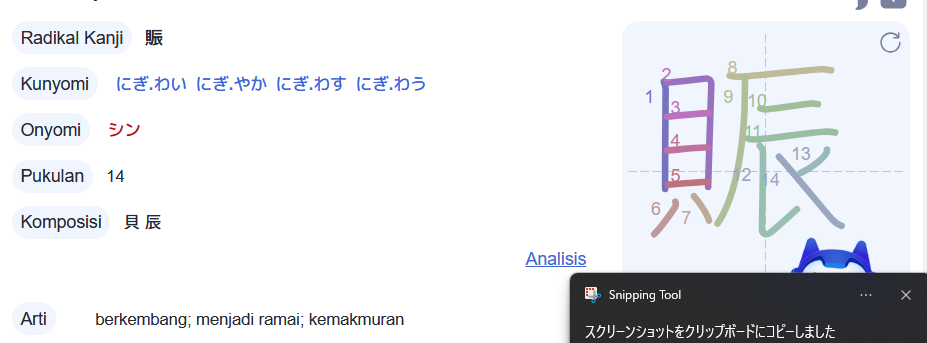 Radikal Kanji 賑
Kunyomi にぎ.わい にぎ.やか にぎ.わす にぎ.わう
Onyomi シン
Pukulan 14
Komposisi 貝 辰
Analisis
Arti berkembang; menjadi ramai; kemakmuran
賑
1 2 3 4 5 6 7 8 9 10 11 12 13 14
Snipping Tool
スクリーンショットをクリップボードにコピーしました